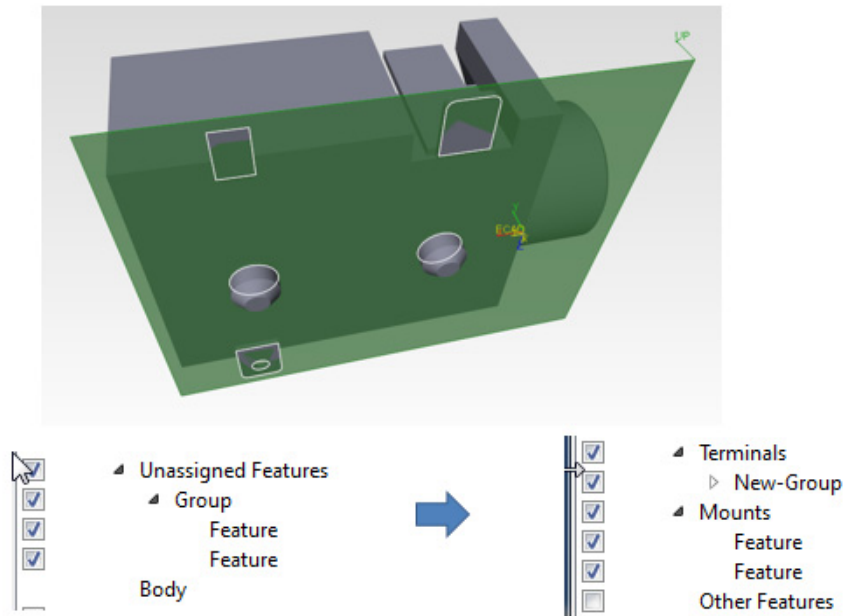 UP
Y
ECAD
X
Z
Unassigned Features
Group
Feature
Feature
Body
Terminals
New-Group
Mounts
Feature
Feature
Other Features